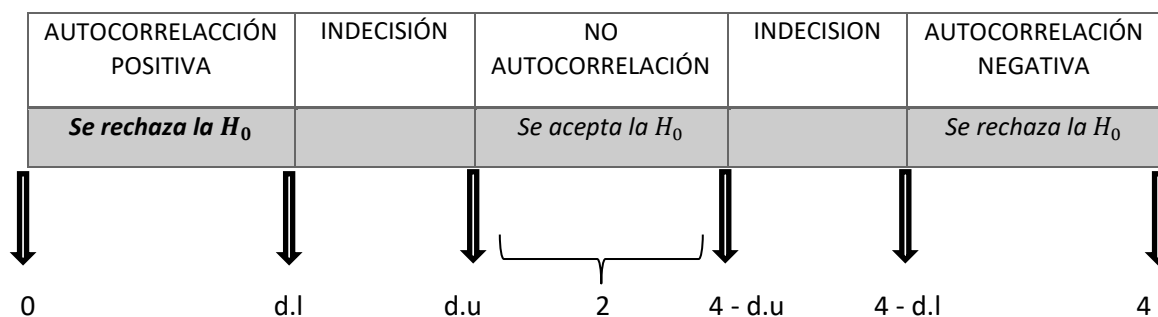 AUTOCORRELACCIÓN
POSITIVA
INDECISIÓN
NO
AUTOCORRELACIÓN
INDECISION
AUTOCORRELACIÓN
NEGATIVA
Se rechaza la H₀
Se acepta la H₀
Se rechaza la H₀
0 d.l d.u 2 4 - d.u 4 - d.l 4